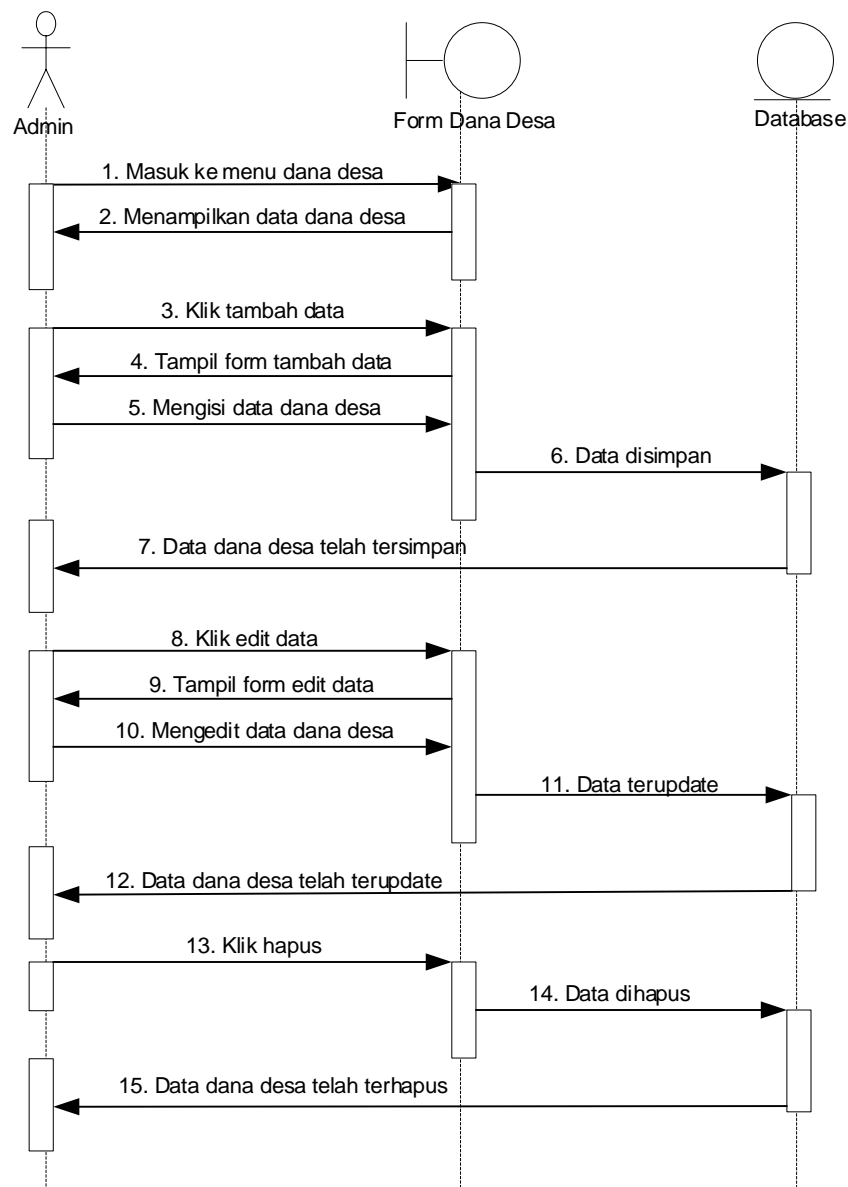 Admin
Form Dana Desa
Database
1. Masuk ke menu dana desa
2. Menampilkan data dana desa
3. Klik tambah data
4. Tampil form tambah data
5. Mengisi data dana desa
6. Data disimpan
7. Data dana desa telah tersimpan
8. Klik edit data
9. Tampil form edit data
10. Mengedit data dana desa
11. Data terupdate
12. Data dana desa telah terupdate
13. Klik hapus
14. Data dihapus
15. Data dana desa telah terhapus